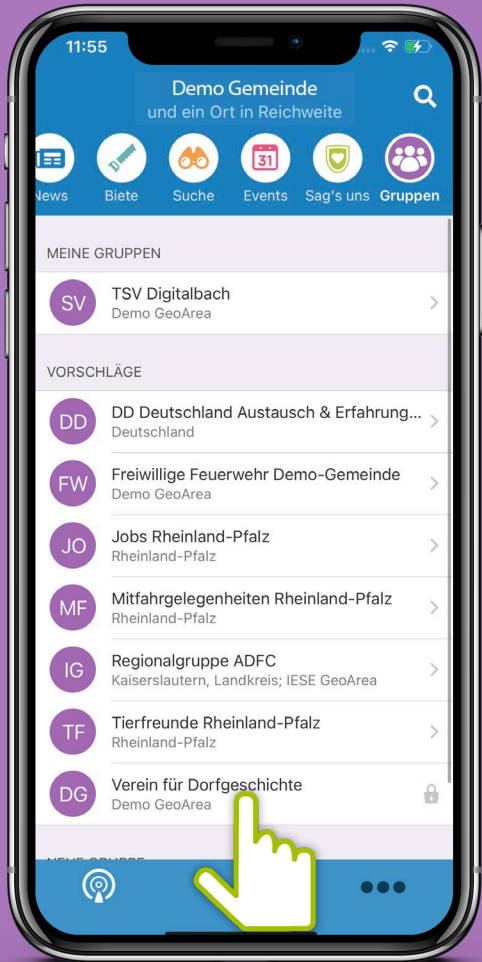 11:55
Demo Gemeinde
und ein Ort in Reichweite
31
News Biete Suche Events Sag's uns Gruppen
MEINE GRUPPEN
SV TSV Digitalbach
Demo GeoArea
VORSCHLÄGE
DD DD Deutschland Austausch & Erfahrung...
Deutschland
FW Freiwillige Feuerwehr Demo-Gemeinde
Demo GeoArea
JO Jobs Rheinland-Pfalz
Rheinland-Pfalz
MF Mitfahrgelegenheiten Rheinland-Pfalz
Rheinland-Pfalz
IG Regionalgruppe ADFC
Kaiserslautern, Landkreis; IESE GeoArea
TF Tierfreunde Rheinland-Pfalz
Rheinland-Pfalz
DG Verein für Dorfgeschichte
Demo GeoArea
NEUE GRUPPE